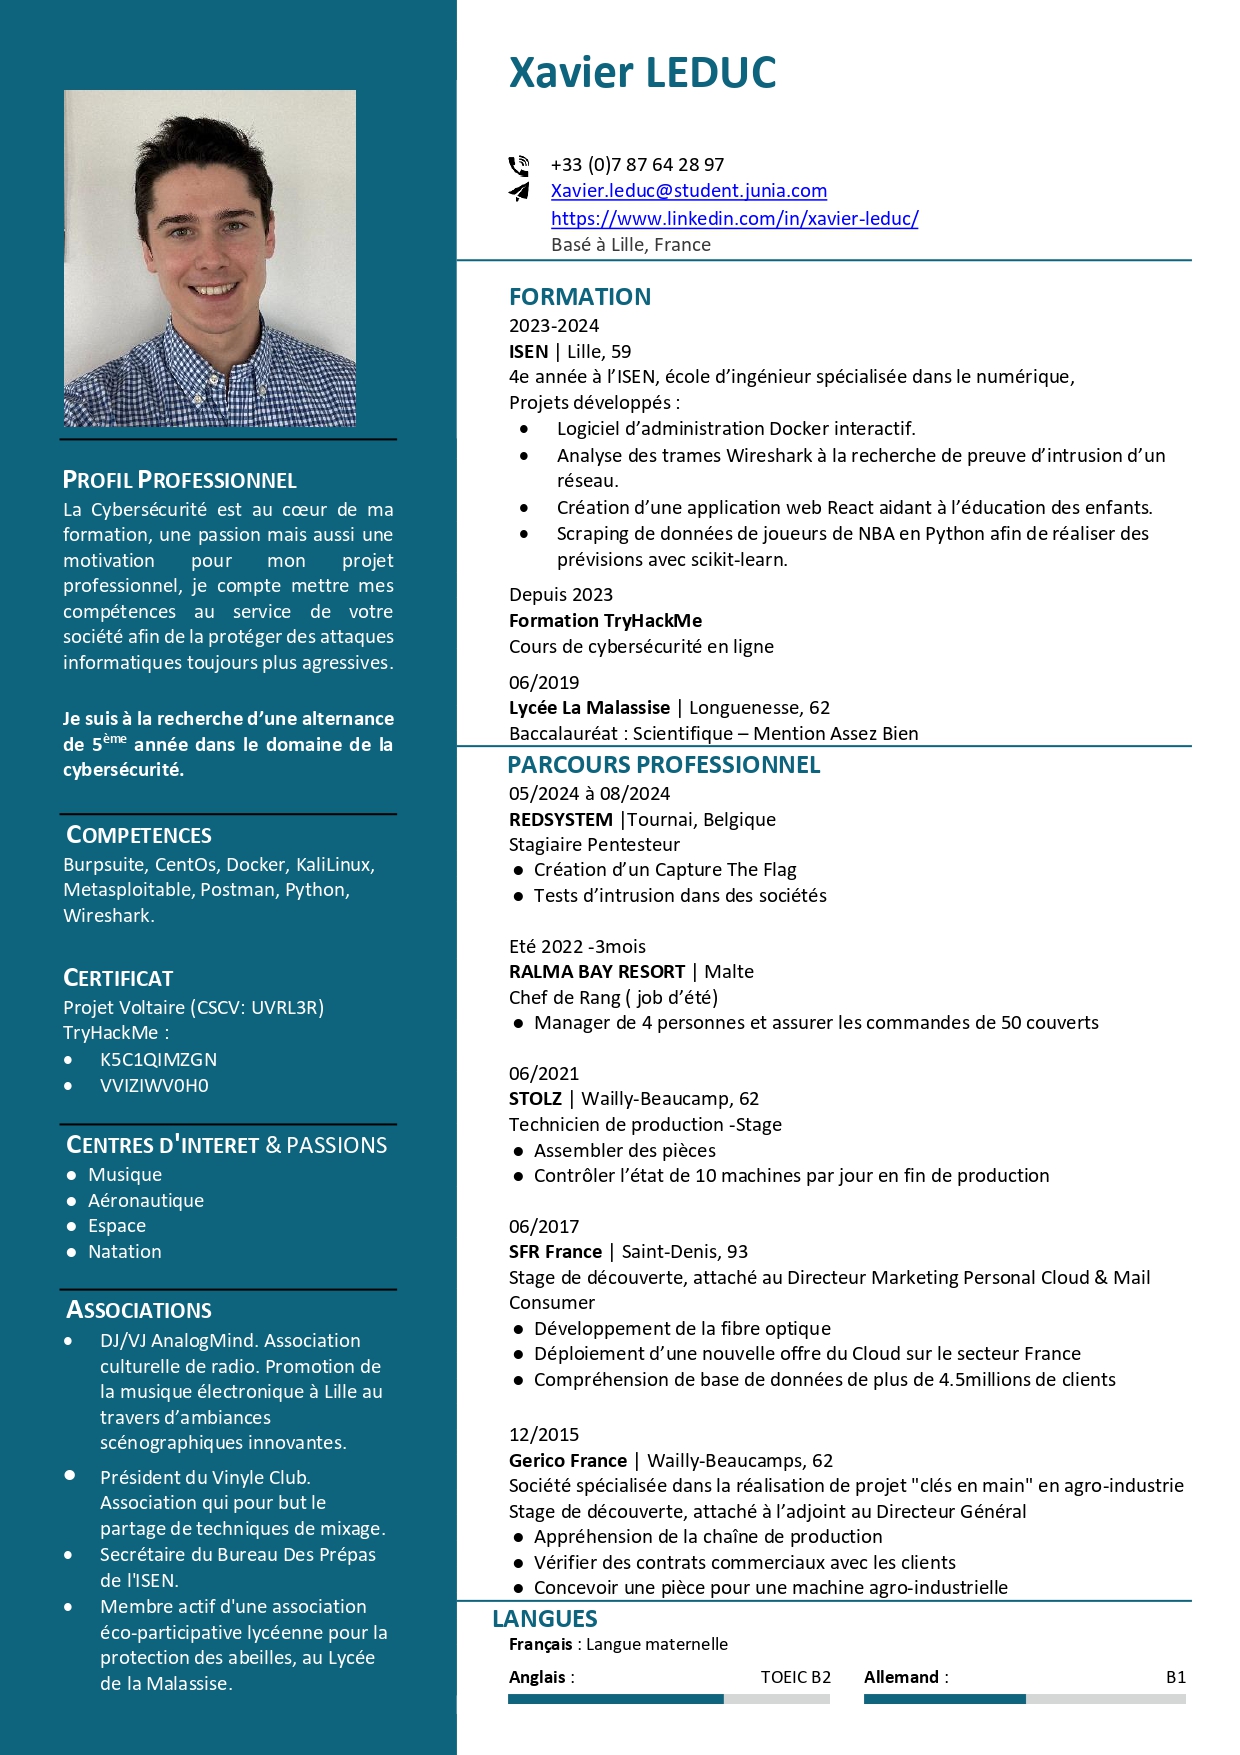 Xavier LEDUC
+33 (0)7 87 64 28 97
Xavier.leduc@student.junia.com
https://www.linkedin.com/in/xavier-leduc/
Basé à Lille, France
PROFIL PROFESSIONNEL
La Cybersécurité est au cœur de ma
formation, une passion mais aussi une
motivation pour mon projet
professionnel, je compte mettre mes
compétences au service de votre
société afin de la protéger des attaques
informatiques toujours plus agressives.
Je suis à la recherche d’une alternance
de 5ème année dans le domaine de la
cybersécurité.
COMPETENCES
Burpsuite, CentOs, Docker, KaliLinux,
Metasploitable, Postman, Python,
Wireshark.
CERTIFICAT
Projet Voltaire (CSCV: UVRL3R)
TryHackMe :
• K5C1QIMZGN
• VVIZIWV0H0
CENTRES D'INTERET & PASSIONS
● Musique
● Aéronautique
● Espace
● Natation
ASSOCIATIONS
• DJ/VJ AnalogMind. Association
culturelle de radio. Promotion de
la musique électronique à Lille au
travers d’ambiances
scénographiques innovantes.
• Président du Vinyle Club.
Association qui pour but le
partage de techniques de mixage.
• Secrétaire du Bureau Des Prépas
de l'ISEN.
• Membre actif d'une association
éco-participative lycéenne pour la
protection des abeilles, au Lycée
de la Malassise.
FORMATION
2023-2024
ISEN | Lille, 59
4e année à l’ISEN, école d’ingénieur spécialisée dans le numérique,
Projets développés :
• Logiciel d’administration Docker interactif.
• Analyse des trames Wireshark à la recherche de preuve d’intrusion d’un
réseau.
• Création d’une application web React aidant à l’éducation des enfants.
• Scraping de données de joueurs de NBA en Python afin de réaliser des
prévisions avec scikit-learn.
Depuis 2023
Formation TryHackMe
Cours de cybersécurité en ligne
06/2019
Lycée La Malassise | Longuenesse, 62
Baccalauréat : Scientifique – Mention Assez Bien
PARCOURS PROFESSIONNEL
05/2024 à 08/2024
REDSYSTEM |Tournai, Belgique
Stagiaire Pentesteur
● Création d’un Capture The Flag
● Tests d’intrusion dans des sociétés
Eté 2022 -3mois
RALMA BAY RESORT | Malte
Chef de Rang ( job d’été)
● Manager de 4 personnes et assurer les commandes de 50 couverts
06/2021
STOLZ | Wailly-Beaucamp, 62
Technicien de production -Stage
● Assembler des pièces
● Contrôler l’état de 10 machines par jour en fin de production
06/2017
SFR France | Saint-Denis, 93
Stage de découverte, attaché au Directeur Marketing Personal Cloud & Mail
Consumer
● Développement de la fibre optique
● Déploiement d’une nouvelle offre du Cloud sur le secteur France
● Compréhension de base de données de plus de 4.5millions de clients
12/2015
Gerico France | Wailly-Beaucamps, 62
Société spécialisée dans la réalisation de projet "clés en main" en agro-industrie
Stage de découverte, attaché à l’adjoint au Directeur Général
● Appréhension de la chaîne de production
● Vérifier des contrats commerciaux avec les clients
● Concevoir une pièce pour une machine agro-industrielle
LANGUES
Français : Langue maternelle
Anglais : TOEIC B2 Allemand : B1